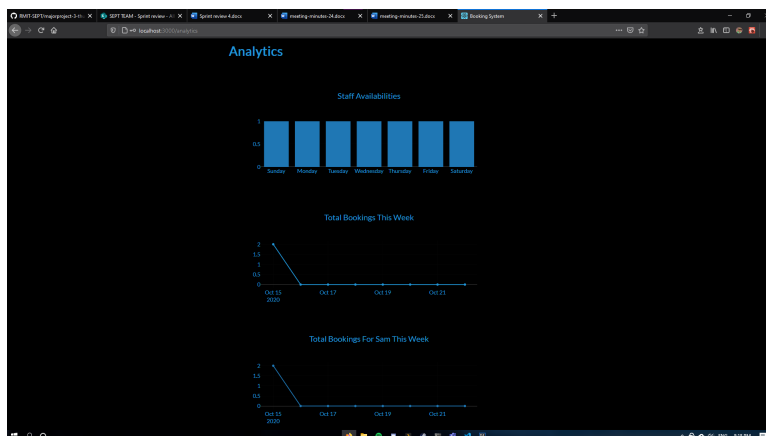 RMIT-SEPT/majorproject-3-th
SEPT TEAM - Sprint review - A
Sprint review 4.docx
meeting-minutes-24.docx
meeting-minutes-25.docx
Booking System
localhost:3000/analytics
Analytics
Staff Availabilities
1
0.5
0
Sunday Monday Tuesday Wednesday Thursday Friday Saturday
Total Bookings This Week
2
1.5
1
0.5
0
Oct 15 Oct 17 Oct 19 Oct 21
2020
Total Bookings For Sam This Week
2
1.5
1
0.5
0
Oct 15 Oct 17 Oct 19 Oct 21
2020